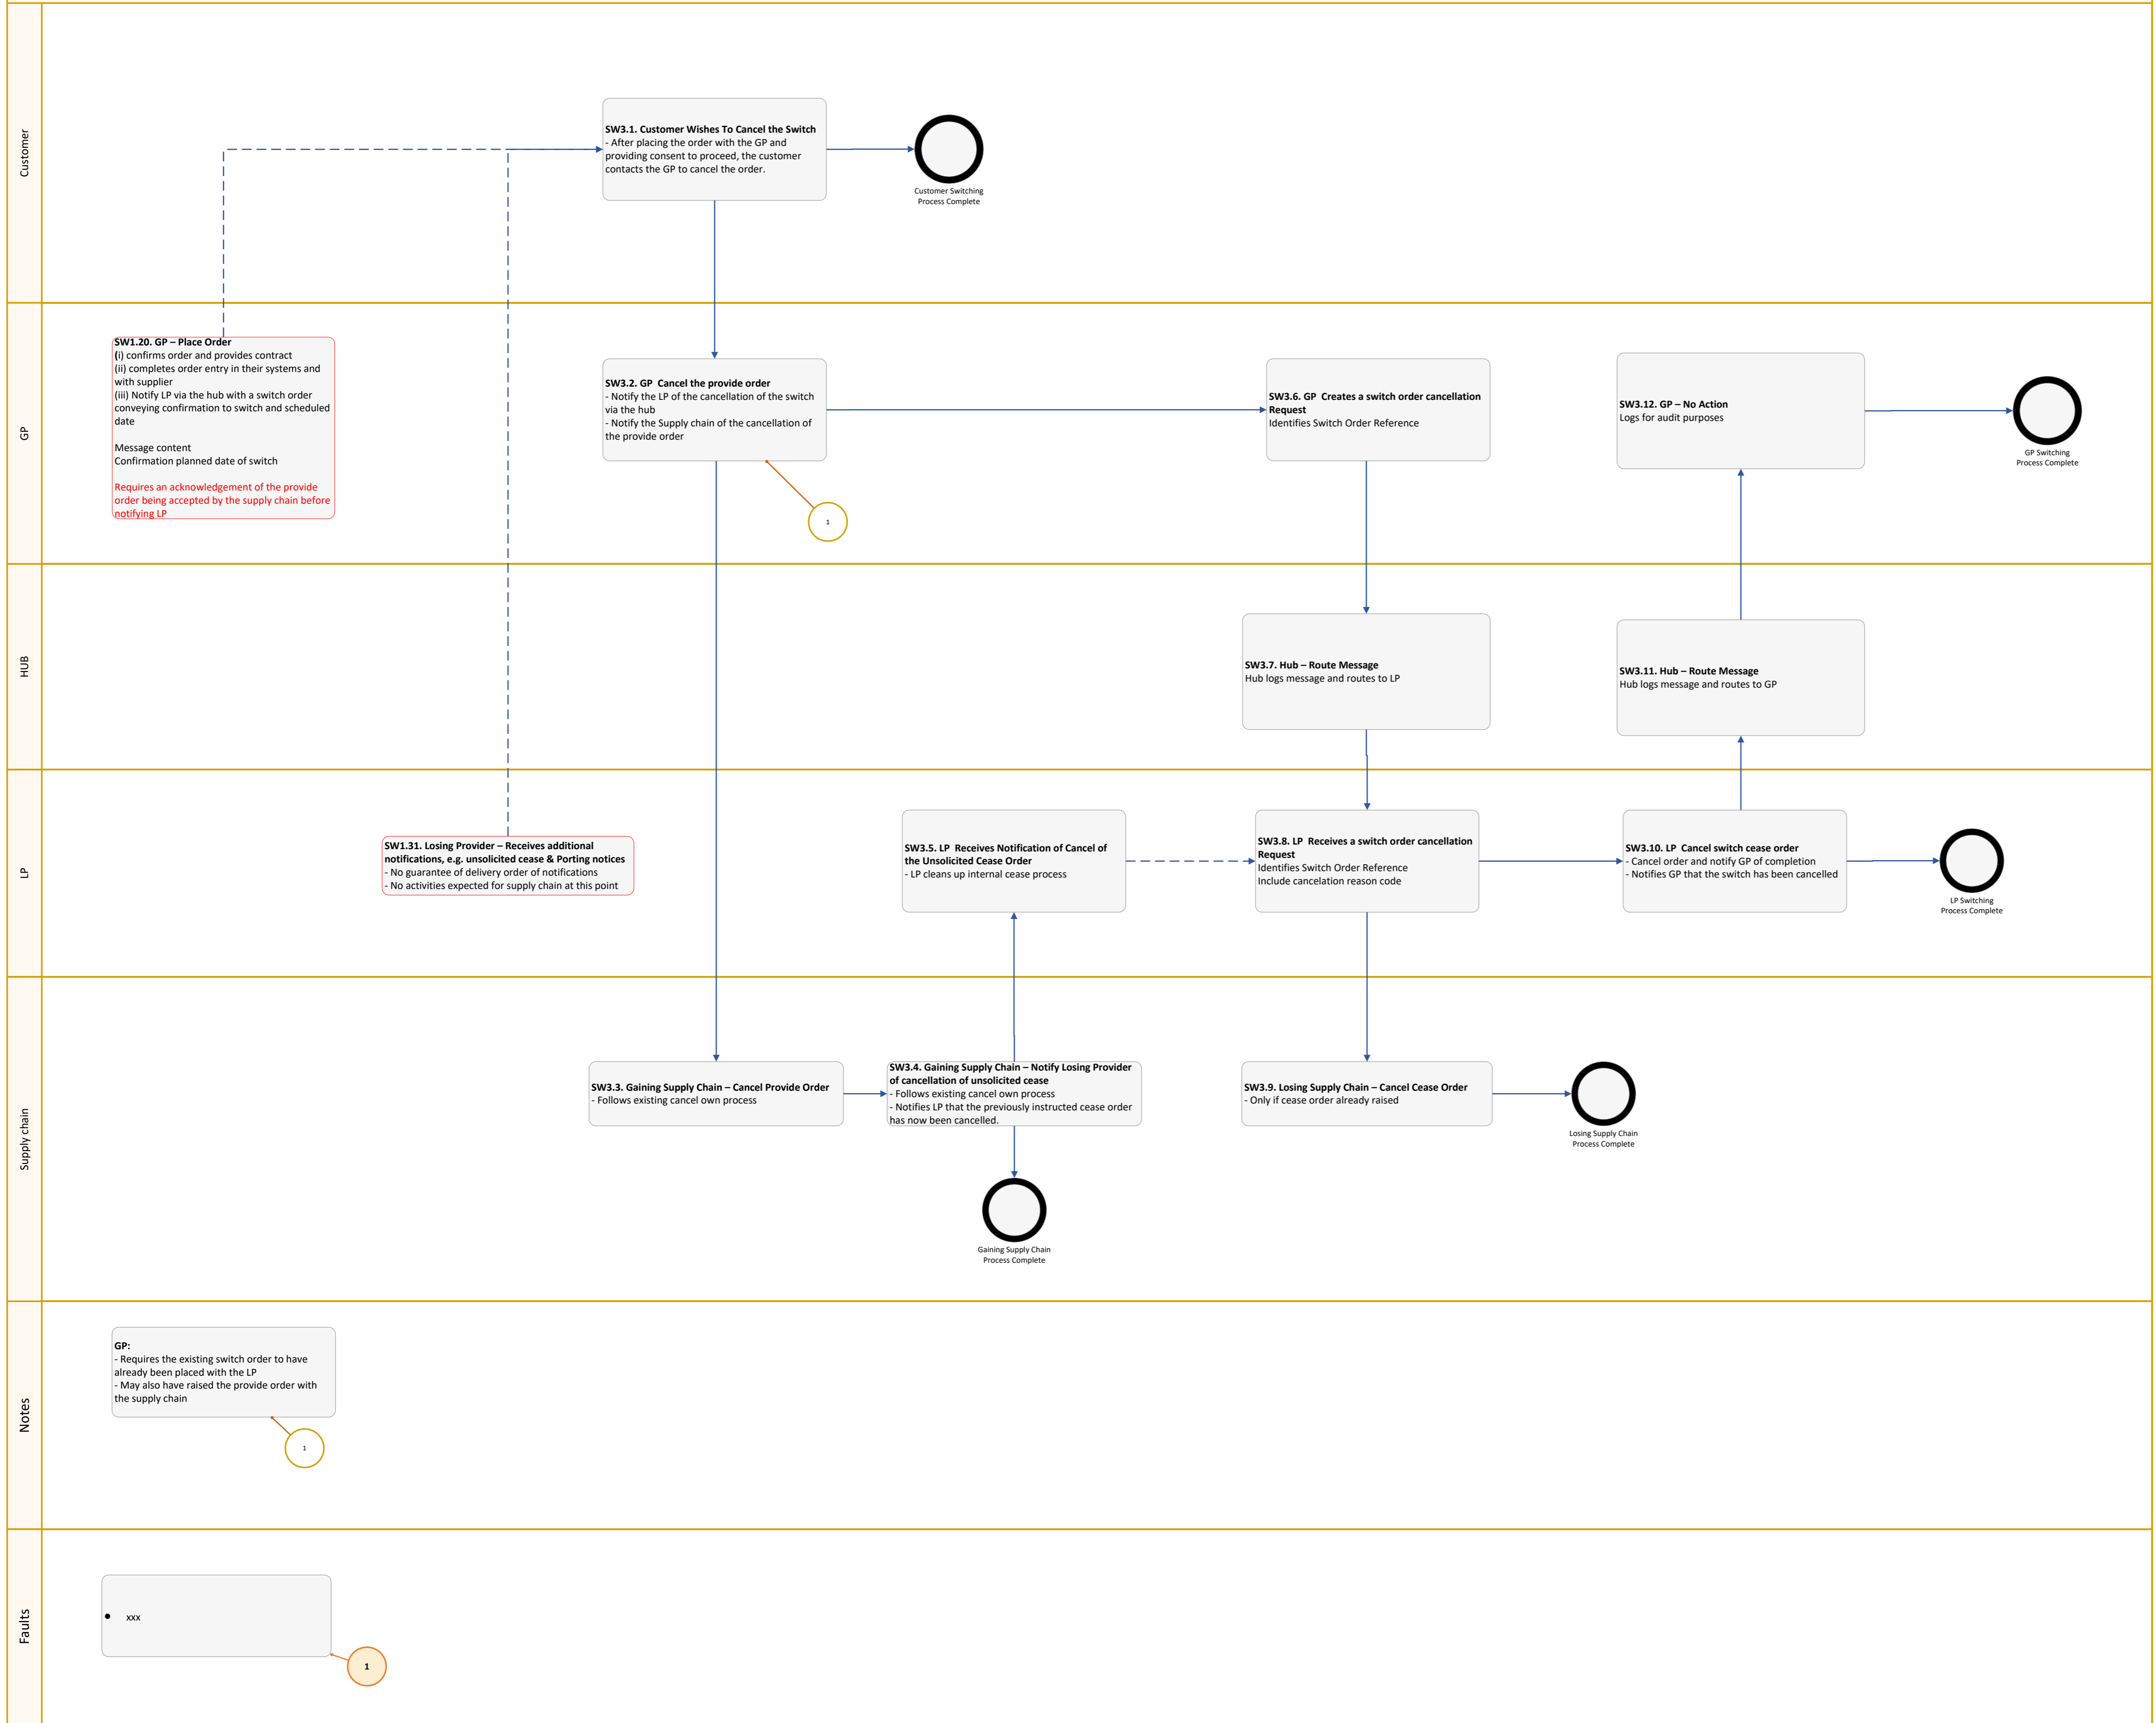 Customer
SW3.1. Customer Wishes To Cancel the Switch
- After placing the order with the GP and
providing consent to proceed, the customer
contacts the GP to cancel the order.
Customer Switching
Process Complete
GP
SW1.20. GP – Place Order
(i) confirms order and provides contract
(ii) completes order entry in their systems and
with supplier
(iii) Notify LP via the hub with a switch order
conveying confirmation to switch and scheduled
date
Message content
Confirmation planned date of switch
Requires an acknowledgement of the provide
order being accepted by the supply chain before
notifying LP
SW3.2. GP  Cancel the provide order
- Notify the LP of the cancellation of the switch
via the hub
- Notify the Supply chain of the cancellation of
the provide order
1
SW3.6. GP  Creates a switch order cancellation
Request
Identifies Switch Order Reference
SW3.12. GP – No Action
Logs for audit purposes
GP Switching
Process Complete
HUB
SW3.7. Hub – Route Message
Hub logs message and routes to LP
SW3.11. Hub – Route Message
Hub logs message and routes to GP
LP
SW1.31. Losing Provider – Receives additional
notifications, e.g. unsolicited cease & Porting notices
- No guarantee of delivery order of notifications
- No activities expected for supply chain at this point
SW3.5. LP  Receives Notification of Cancel of
the Unsolicited Cease Order
- LP cleans up internal cease process
SW3.8. LP  Receives a switch order cancellation
Request
Identifies Switch Order Reference
Include cancelation reason code
SW3.10. LP  Cancel switch cease order
- Cancel order and notify GP of completion
- Notifies GP that the switch has been cancelled
LP Switching
Process Complete
Supply chain
SW3.3. Gaining Supply Chain – Cancel Provide Order
- Follows existing cancel own process
SW3.4. Gaining Supply Chain – Notify Losing Provider
of cancellation of unsolicited cease
- Follows existing cancel own process
- Notifies LP that the previously instructed cease order
has now been cancelled.
SW3.9. Losing Supply Chain – Cancel Cease Order
- Only if cease order already raised
Losing Supply Chain
Process Complete
Gaining Supply Chain
Process Complete
Notes
GP:
- Requires the existing switch order to have
already been placed with the LP
- May also have raised the provide order with
the supply chain
1
Faults
• xxx
1